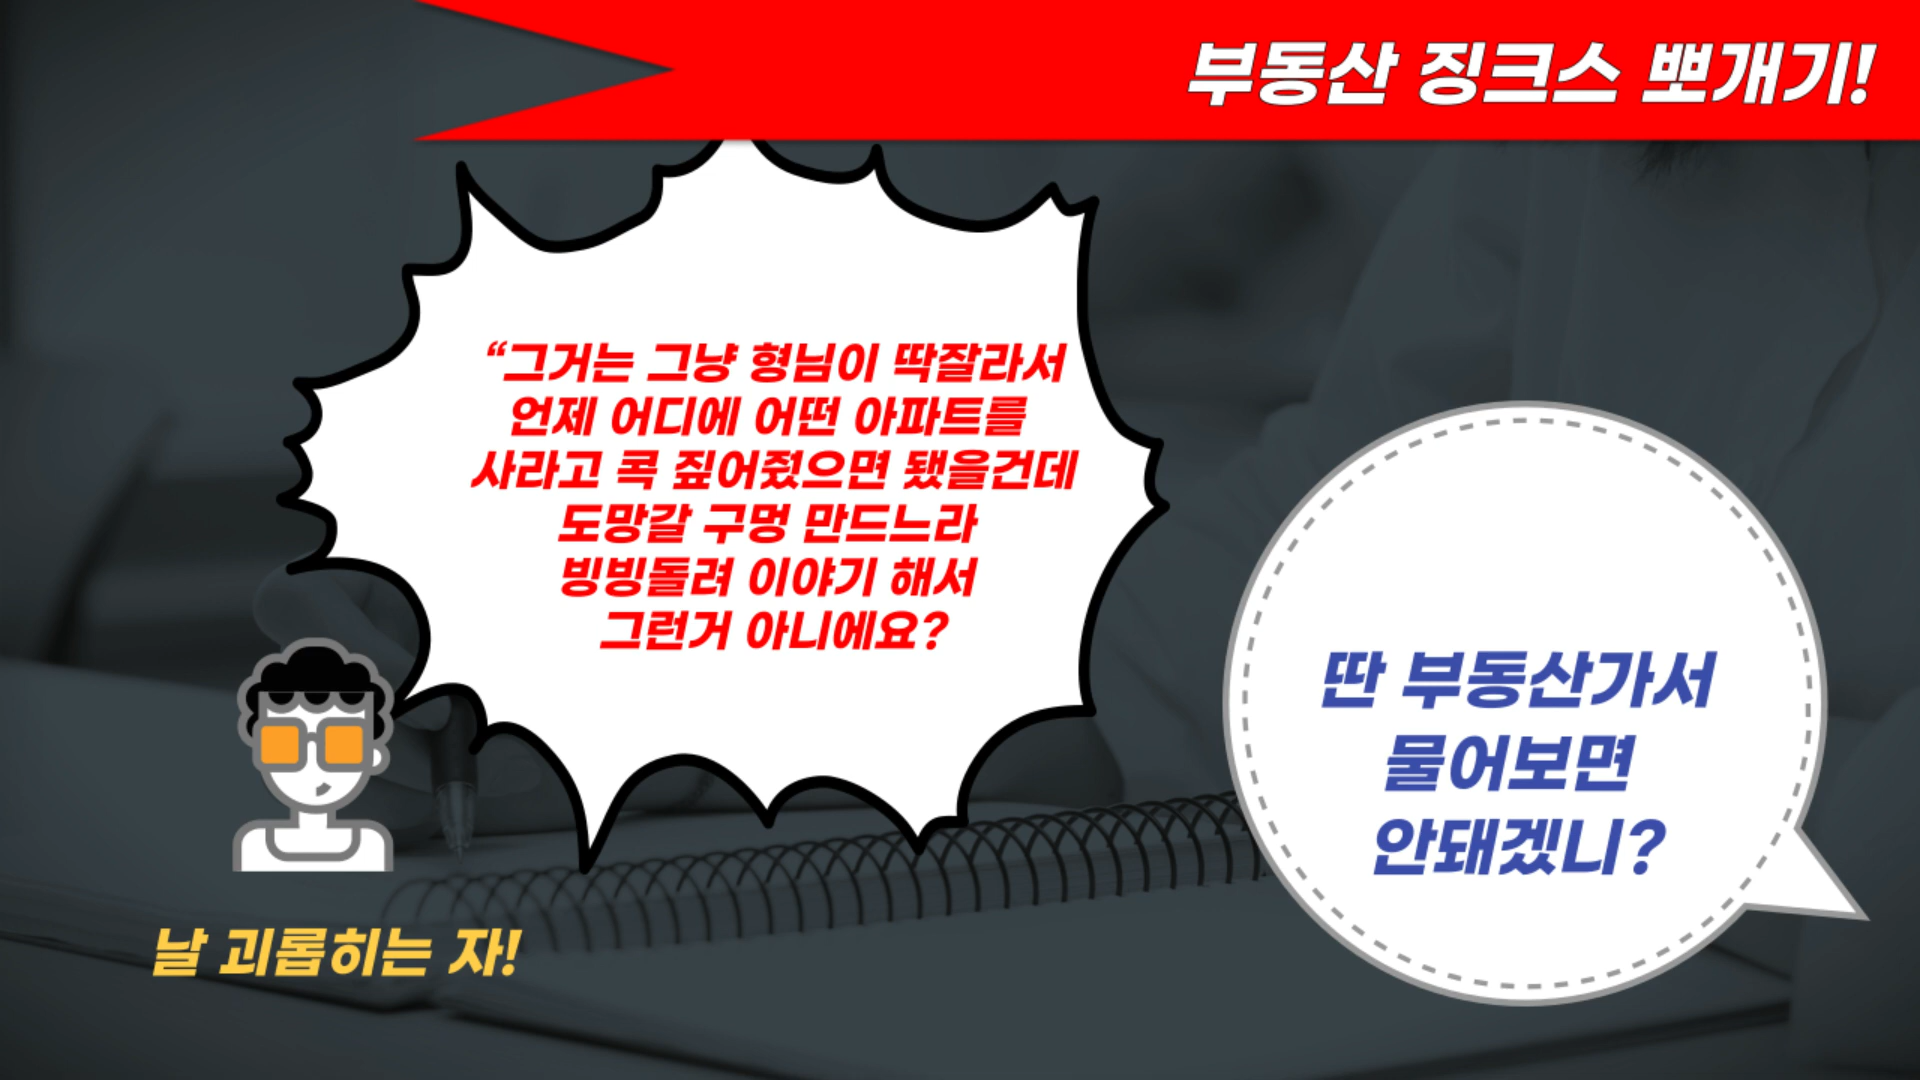 부동산 징크스 뽀개기!
“그거는 그냥 형님이 딱잘라서
언제 어디에 어떤 아파트를
사라고 콕 짚어줬으면 됐을건데
도망갈 구멍 만드느라
빙빙돌려 이야기 해서
그런거 아니에요?
딴 부동산가서
물어보면
안돼겠니?
날 괴롭히는 자!